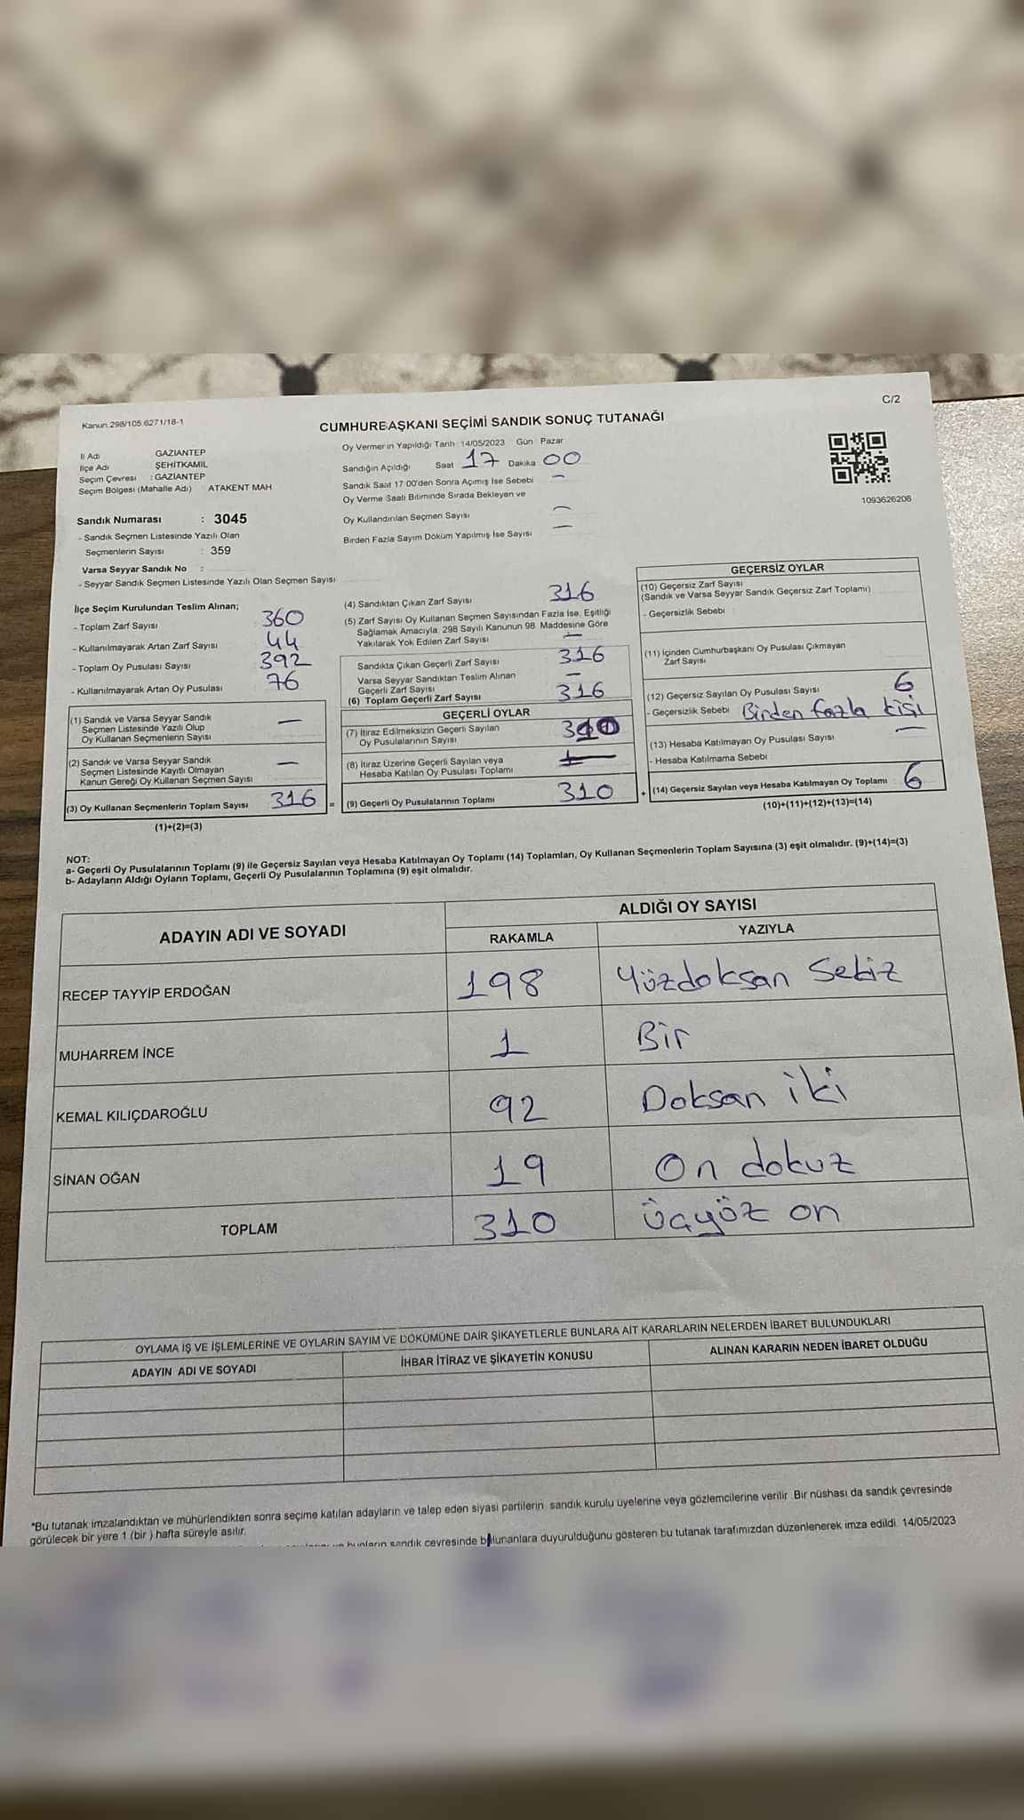 Kanun.298/105.6271/18-1
C/2
CUMHURBAŞKANI SEÇİMİ SANDIK SONUÇ TUTANAĞI
İl Adı GAZİANTEP
İlçe Adı ŞEHİTKAMİL
Seçim Çevresi : GAZİANTEP
Seçim Bölgesi (Mahalle Adı) ATAKENT MAH
Sandık Numarası : 3045
- Sandık Seçmen Listesinde Yazılı Olan
Seçmenlerin Sayısı : 359
Varsa Seyyar Sandık No :
- Seyyar Sandık Seçmen Listesinde Yazılı Olan Seçmen Sayısı
Oy Vermenin Yapıldığı Tarih 14/05/2023 Gün Pazar
Sandığın Açıldığı Saat 17 Dakika 00
Sandık Saat 17 00'den Sonra Açımış İse Sebebi —
Oy Verme Saati Bitiminde Sırada Bekleyen ve
Oy Kullandırılan Seçmen Sayısı —
Birden Fazla Sayım Döküm Yapılmış İse Sayısı —
1093626206
İlçe Seçim Kurulundan Teslim Alınan;
- Toplam Zarf Sayısı 360
- Kullanılmayarak Artan Zarf Sayısı 44
- Toplam Oy Pusulası Sayısı 392
- Kullanılmayarak Artan Oy Pusulası 76
(1) Sandık ve Varsa Seyyar Sandık
Seçmen Listesinde Yazılı Olup
Oy Kullanan Seçmenlerin Sayısı —
(2) Sandık ve Varsa Seyyar Sandık
Seçmen Listesinde Kayıtlı Olmayan
Kanun Gereği Oy Kullanan Seçmen Sayısı —
(3) Oy Kullanan Seçmenlerin Toplam Sayısı 316 =
(1)+(2)=(3)
(4) Sandıktan Çıkan Zarf Sayısı 316
(5) Zarf Sayısı Oy Kullanan Seçmen Sayısından Fazla İse, Eşitliği
Sağlamak Amacıyla, 298 Sayılı Kanunun 98. Maddesine Göre
Yakılarak Yok Edilen Zarf Sayısı —
Sandıkta Çıkan Geçerli Zarf Sayısı 316
Varsa Seyyar Sandıktan Teslim Alınan
Geçerli Zarf Sayısı —
(6) Toplam Geçerli Zarf Sayısı 316
GEÇERLİ OYLAR
(7) İtiraz Edilmeksizin Geçerli Sayılan
Oy Pusulalarının Sayısı
(8) İtiraz Üzerine Geçerli Sayılan veya
Hesaba Katılan Oy Pusulası Toplamı
(9) Geçerli Oy Pusulalarının Toplamı 310 +
GEÇERSİZ OYLAR
(10) Geçersiz Zarf Sayısı
(Sandık ve Varsa Seyyar Sandık Geçersiz Zarf Toplamı)
- Geçersizlik Sebebi
(11) İçinden Cumhurbaşkanı Oy Pusulası Çıkmayan
Zarf Sayısı
(12) Geçersiz Sayılan Oy Pusulası Sayısı 6
- Geçersizlik Sebebi Birden fazla kişi
(13) Hesaba Katılmayan Oy Pusulası Sayısı —
- Hesaba Katılmama Sebebi
(14) Geçersiz Sayılan veya Hesaba Katılmayan Oy Toplamı 6
(10)+(11)+(12)+(13)=(14)
NOT:
a- Geçerli Oy Pusulalarının Toplamı (9) ile Geçersiz Sayılan veya Hesaba Katılmayan Oy Toplamı (14) Toplamları, Oy Kullanan Seçmenlerin Toplam Sayısına (3) eşit olmalıdır. (9)+(14)=(3)
b- Adayların Aldığı Oyların Toplamı, Geçerli Oy Pusulalarının Toplamına (9) eşit olmalıdır.
ADAYIN ADI VE SOYADI ALDIĞI OY SAYISI
RAKAMLA YAZIYLA
RECEP TAYYİP ERDOĞAN 198 Yüzdoksan Sekiz
MUHARREM İNCE 1 Bir
KEMAL KILIÇDAROĞLU 92 Doksan iki
SİNAN OĞAN 19 On dokuz
TOPLAM 310 Üçyüz on
OYLAMA İŞ VE İŞLEMLERİNE VE OYLARIN SAYIM VE DÖKÜMÜNE DAİR ŞİKAYETLERLE BUNLARA AİT KARARLARIN NELERDEN İBARET BULUNDUKLARI
ADAYIN ADI VE SOYADI İHBAR İTİRAZ VE ŞİKAYETİN KONUSU ALINAN KARARIN NEDEN İBARET OLDUĞU
*Bu tutanak imzalandıktan ve mühürlendikten sonra seçime katılan adayların ve talep eden siyasi partilerin sandık kurulu üyelerine veya gözlemcilerine verilir. Bir nüshası da sandık çevresinde
görülecek bir yere 1 (bir ) hafta süreyle asılır.
bunların sandık çevresinde bulunanlara duyurulduğunu gösteren bu tutanak tarafımızdan düzenlenerek imza edildi. 14/05/2023